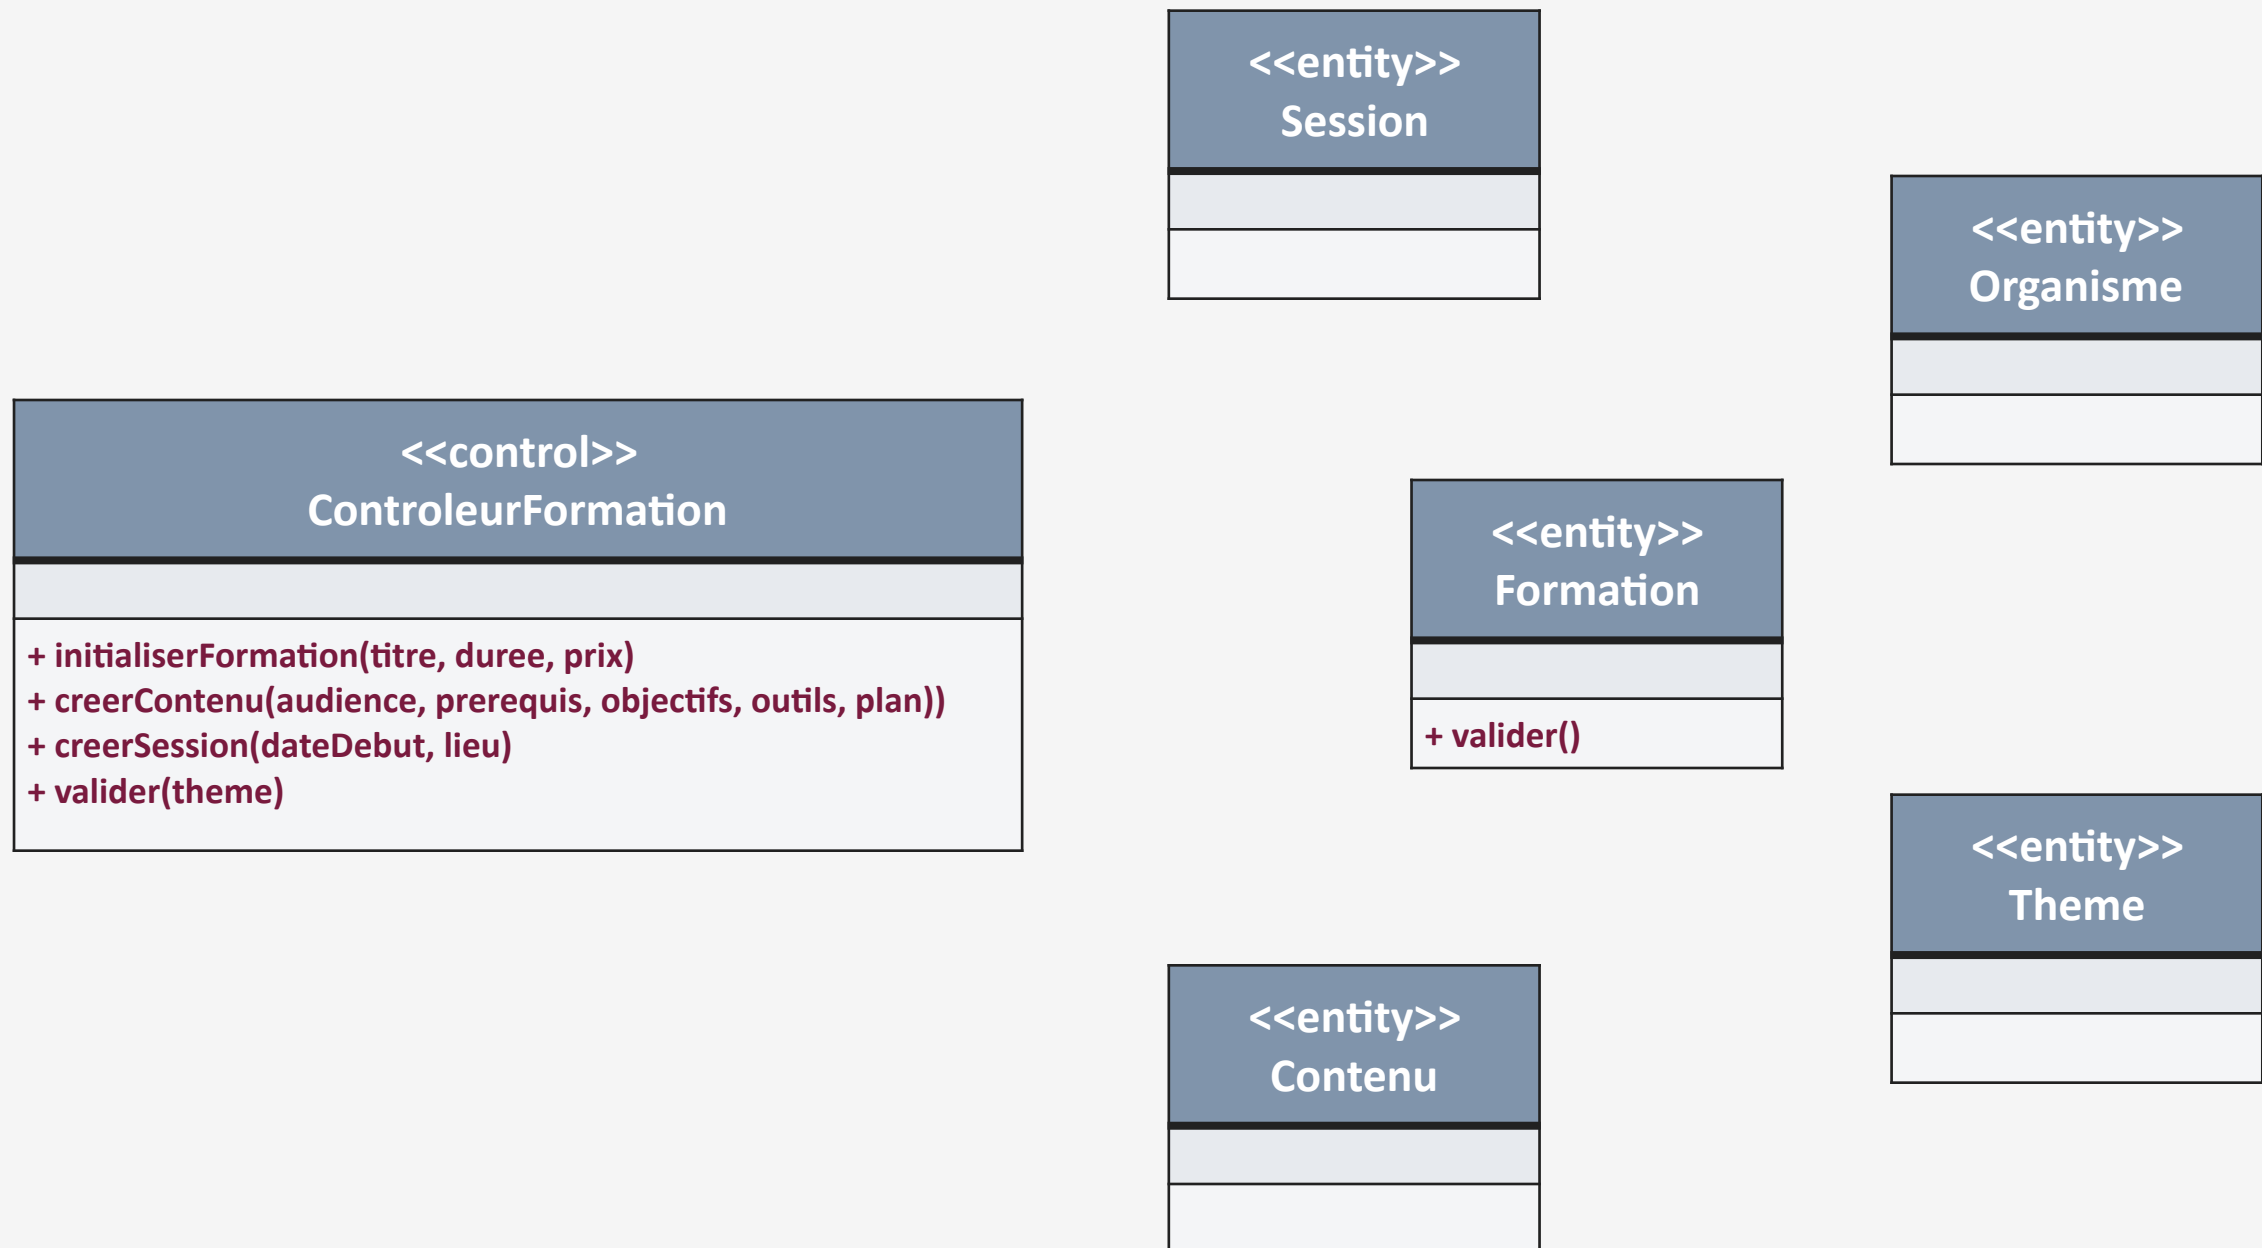 <<entity>>
Session
<<entity>>
Organisme
<<control>>
ControleurFormation
+ initialiserFormation(titre, duree, prix)
+ creerContenu(audience, prerequis, objectifs, outils, plan))
+ creerSession(dateDebut, lieu)
+ valider(theme)
<<entity>>
Formation
+ valider()
<<entity>>
Theme
<<entity>>
Contenu